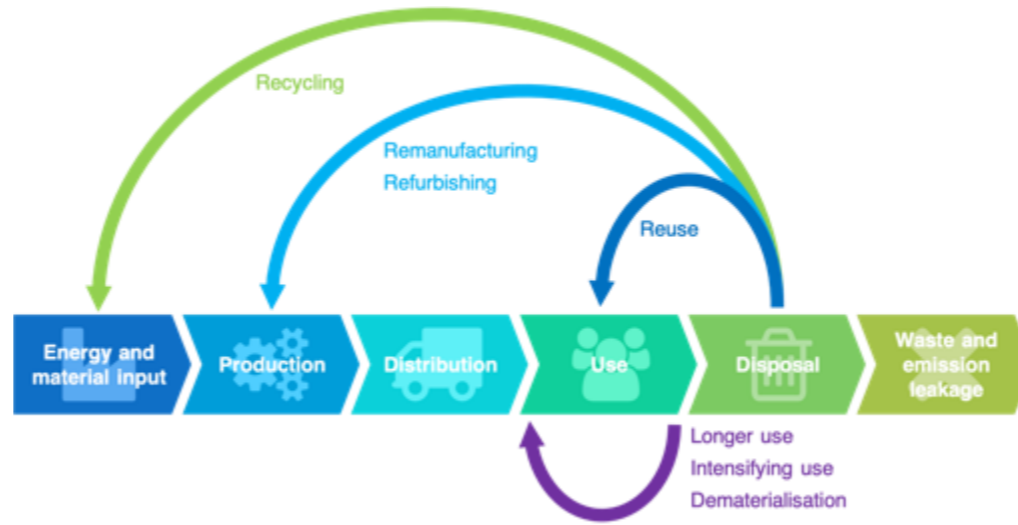 Recycling
Remanufacturing
Refurbishing
Reuse
Energy and
material input
Production
Distribution
Use
Disposal
Waste and
emission
leakage
Longer use
Intensifying use
Dematerialisation